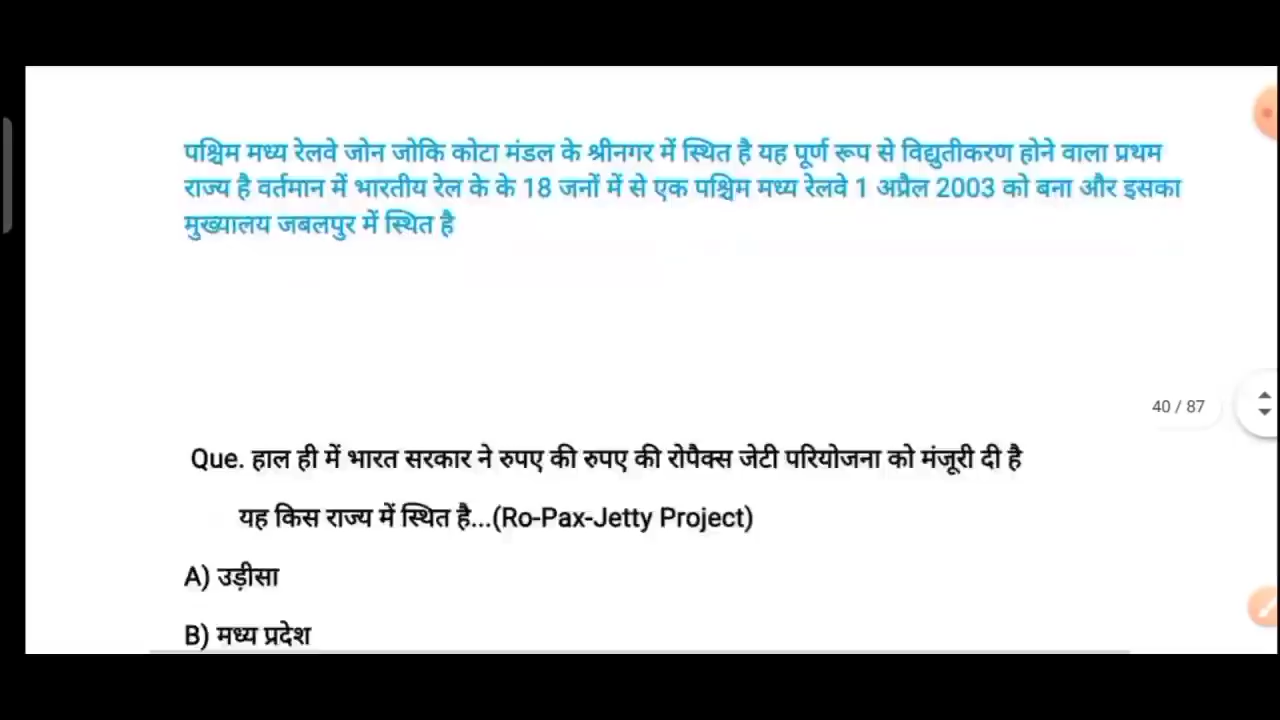 पश्चिम मध्य रेलवे जोन जोकि कोटा मंडल के श्रीनगर में स्थित है यह पूर्ण रूप से विद्युतीकरण होने वाला प्रथम
राज्य है वर्तमान में भारतीय रेल के के 18 जनों में से एक पश्चिम मध्य रेलवे 1 अप्रैल 2003 को बना और इसका
मुख्यालय जबलपुर में स्थित है
40 / 87
Que. हाल ही में भारत सरकार ने रुपए की रुपए की रोपैक्स जेटी परियोजना को मंजूरी दी है
यह किस राज्य में स्थित है...(Ro-Pax-Jetty Project)
A) उड़ीसा
B) मध्य प्रदेश